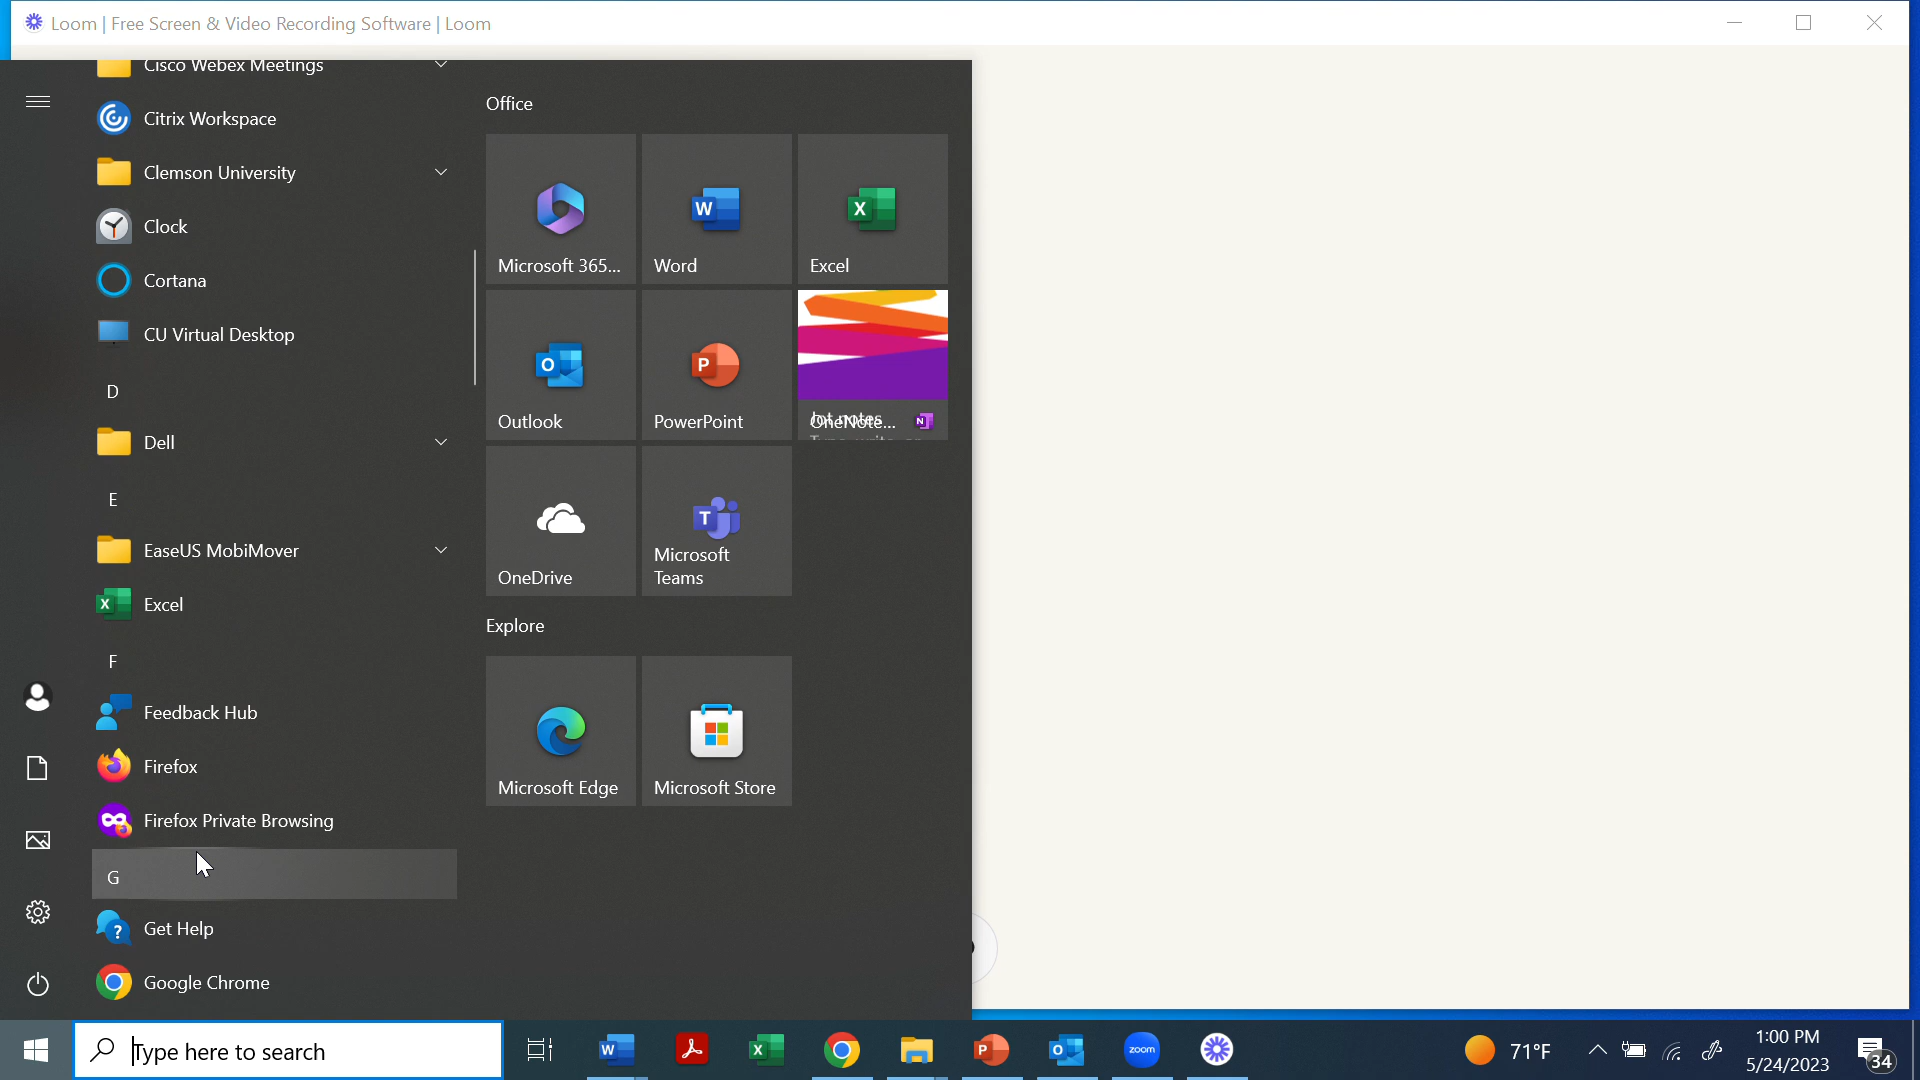 Loom | Free Screen & Video Recording Software | Loom
Cisco Webex Meetings
Citrix Workspace
Clemson University
Clock
Cortana
CU Virtual Desktop
D
Dell
E
EaseUS MobiMover
Excel
F
Feedback Hub
Firefox
Firefox Private Browsing
G
Get Help
Google Chrome
Office
Microsoft 365...
Word
Excel
Outlook
PowerPoint
OneNote...
OneDrive
Microsoft
Teams
Explore
Microsoft Edge
Microsoft Store
Type here to search
zoom
71°F
1:00 PM
5/24/2023
34